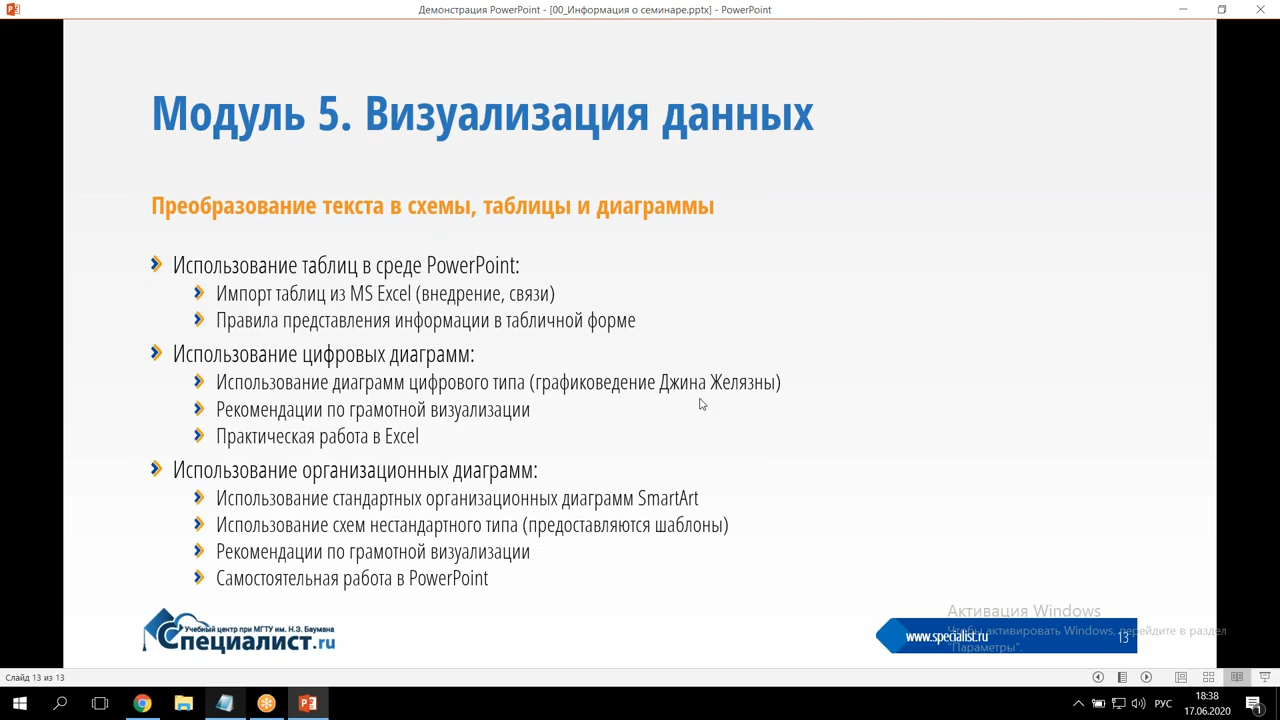 Демонстрация PowerPoint - [00_Информация о семинаре.pptx] - PowerPoint
Модуль 5. Визуализация данных
Преобразование текста в схемы, таблицы и диаграммы
Использование таблиц в среде PowerPoint:
Импорт таблиц из MS Excel (внедрение, связи)
Правила представления информации в табличной форме
Использование цифровых диаграмм:
Использование диаграмм цифрового типа (графиковедение Джина Желязны)
Рекомендации по грамотной визуализации
Практическая работа в Excel
Использование организационных диаграмм:
Использование стандартных организационных диаграмм SmartArt
Использование схем нестандартного типа (предоставляются шаблоны)
Рекомендации по грамотной визуализации
Самостоятельная работа в PowerPoint
Учебный центр при МГТУ им. Н.Э. Баумана
Специалист.ru
www.specialist.ru
13
Активация Windows
Чтобы активировать Windows, перейдите в раздел
"Параметры".
Слайд 13 из 13
РУС
18:38
17.06.2020
1